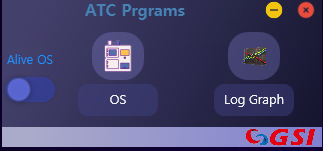 ATC Prgrams
Alive OS
OS
Log Graph
GSI